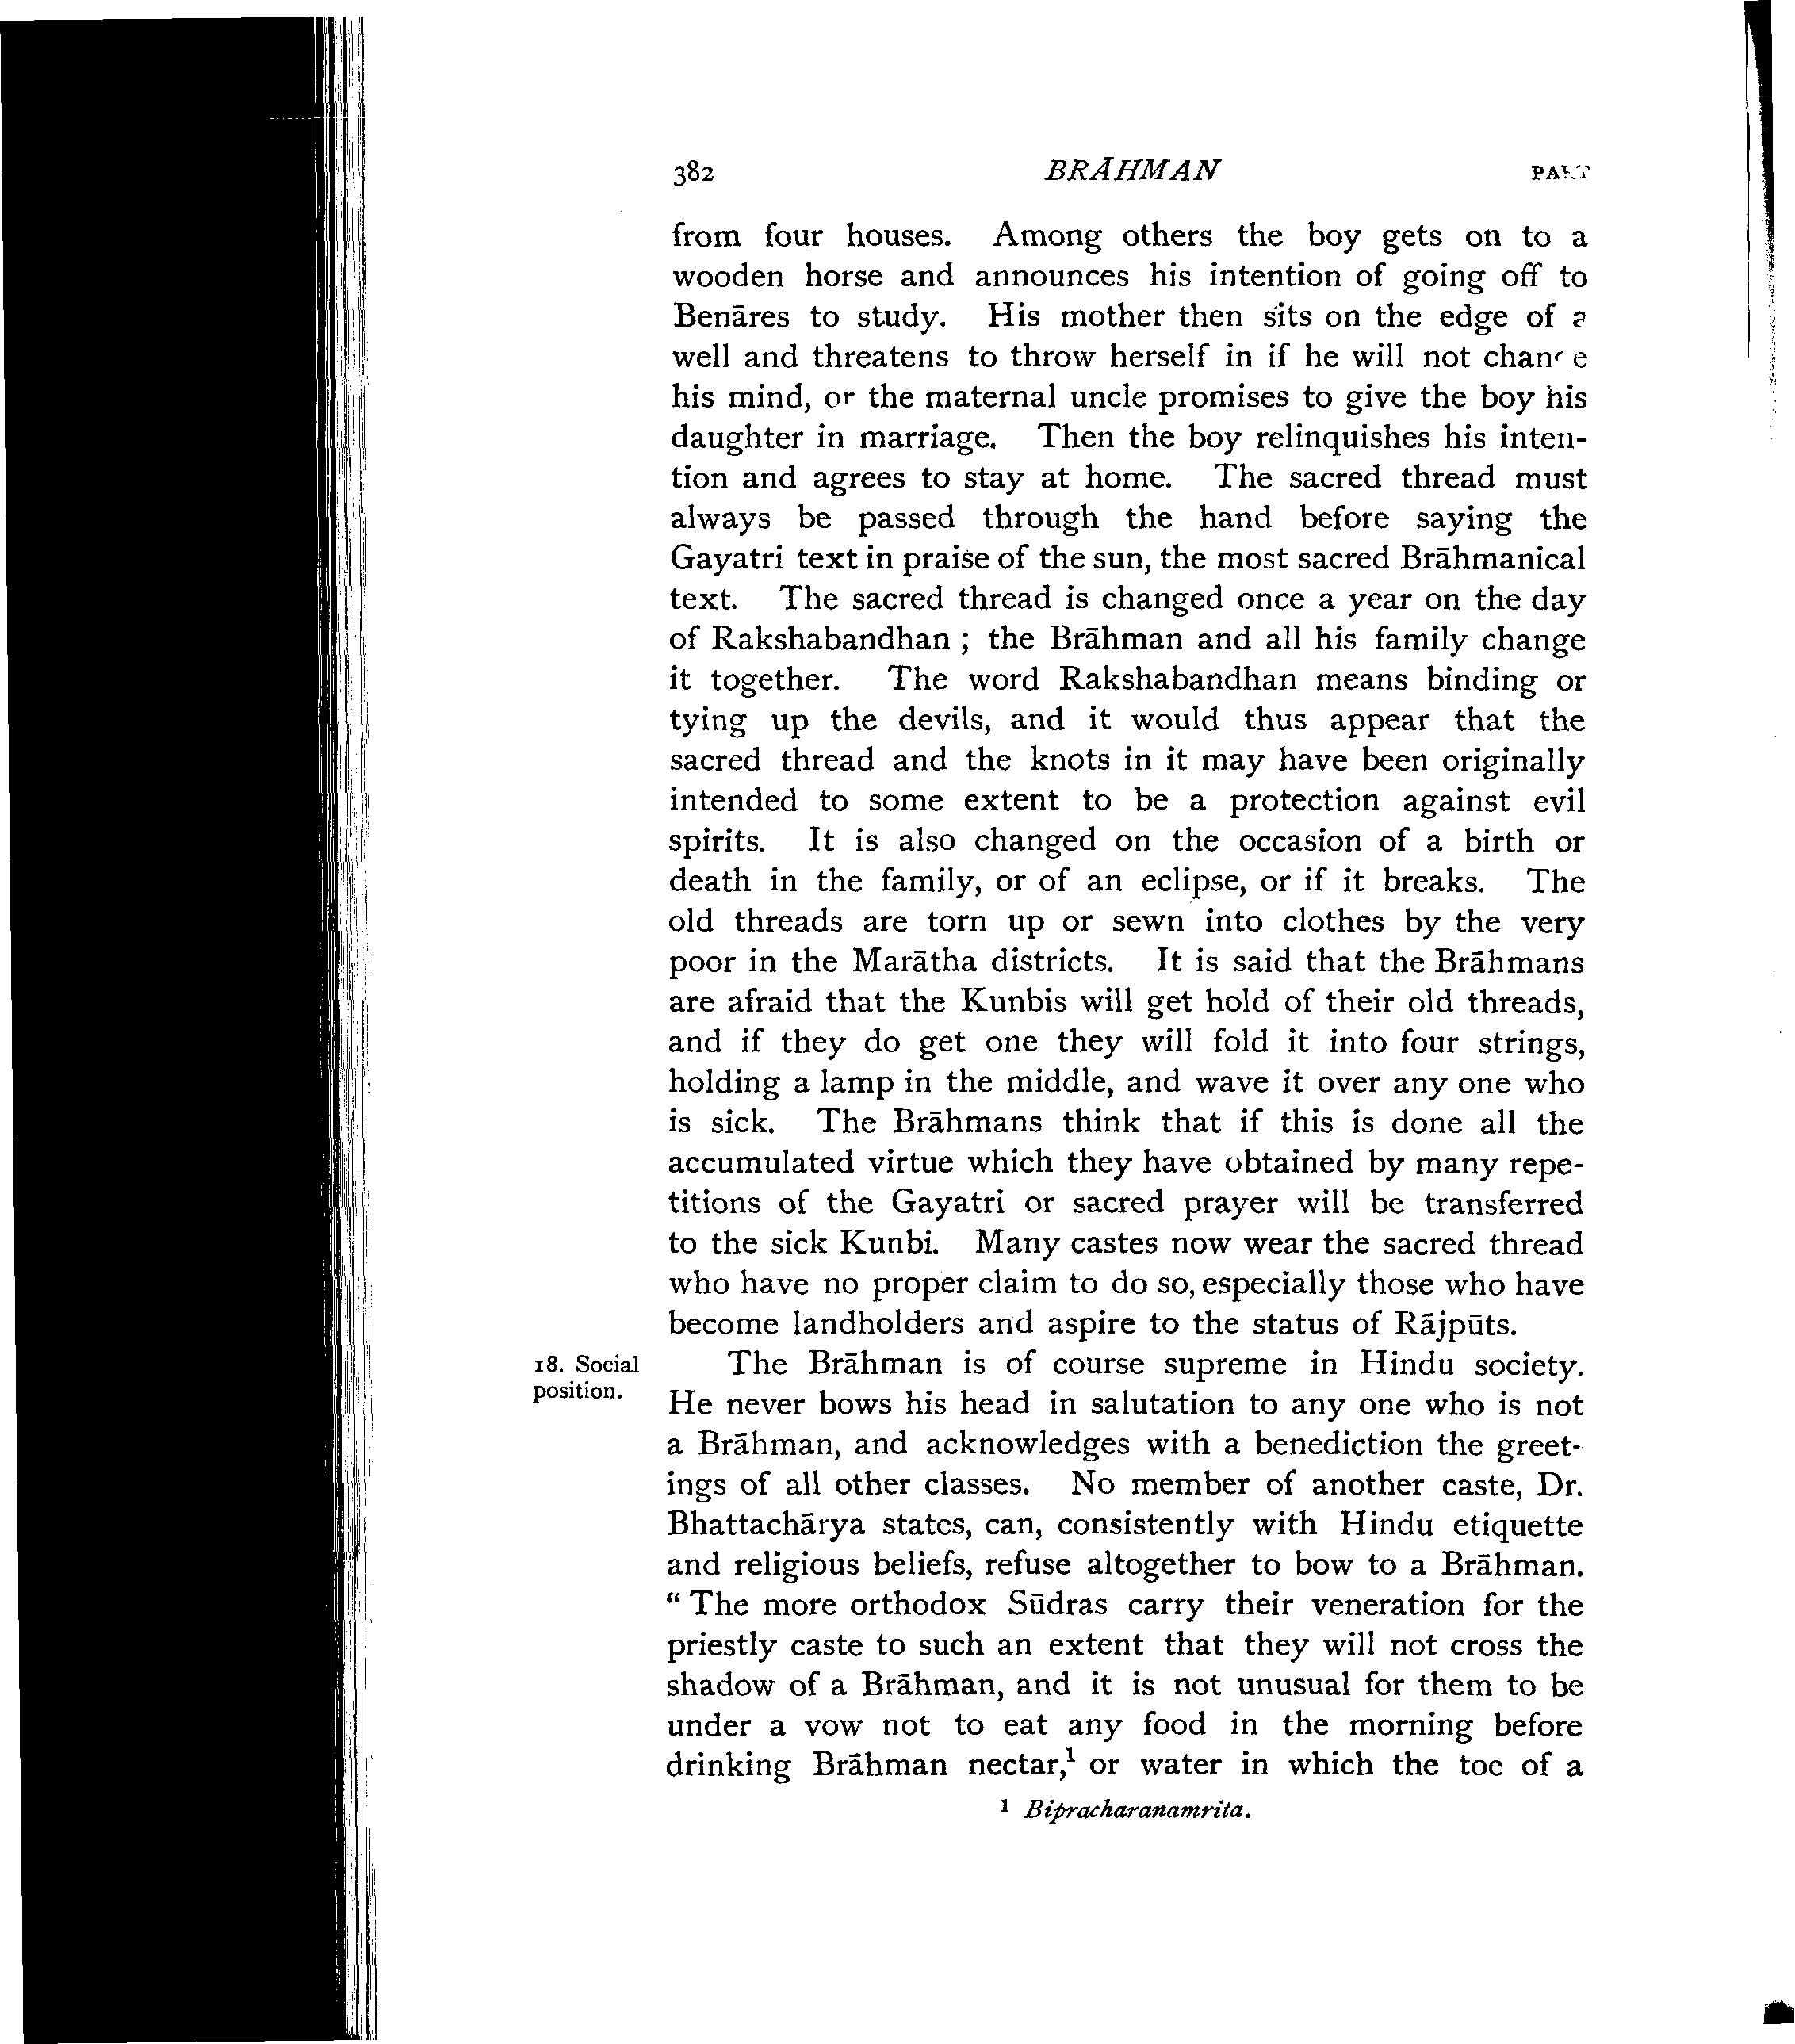 382 BRĀHMAN PART
from four houses. Among others the boy gets on to a
wooden horse and announces his intention of going off to
Benāres to study. His mother then sits on the edge of a
well and threatens to throw herself in if he will not change
his mind, or the maternal uncle promises to give the boy his
daughter in marriage. Then the boy relinquishes his inten-
tion and agrees to stay at home. The sacred thread must
always be passed through the hand before saying the
Gayatri text in praise of the sun, the most sacred Brāhmanical
text. The sacred thread is changed once a year on the day
of Rakshabandhan ; the Brāhman and all his family change
it together. The word Rakshabandhan means binding or
tying up the devils, and it would thus appear that the
sacred thread and the knots in it may have been originally
intended to some extent to be a protection against evil
spirits. It is also changed on the occasion of a birth or
death in the family, or of an eclipse, or if it breaks. The
old threads are torn up or sewn into clothes by the very
poor in the Marātha districts. It is said that the Brāhmans
are afraid that the Kunbis will get hold of their old threads,
and if they do get one they will fold it into four strings,
holding a lamp in the middle, and wave it over any one who
is sick. The Brāhmans think that if this is done all the
accumulated virtue which they have obtained by many repe-
titions of the Gayatri or sacred prayer will be transferred
to the sick Kunbi. Many castes now wear the sacred thread
who have no proper claim to do so, especially those who have
become landholders and aspire to the status of Rājpūts.
18. Social
position.
The Brāhman is of course supreme in Hindu society.
He never bows his head in salutation to any one who is not
a Brāhman, and acknowledges with a benediction the greet-
ings of all other classes. No member of another caste, Dr.
Bhattachārya states, can, consistently with Hindu etiquette
and religious beliefs, refuse altogether to bow to a Brāhman.
“ The more orthodox Sūdras carry their veneration for the
priestly caste to such an extent that they will not cross the
shadow of a Brāhman, and it is not unusual for them to be
under a vow not to eat any food in the morning before
drinking Brāhman nectar,¹ or water in which the toe of a
¹ Bipracharanamrita.